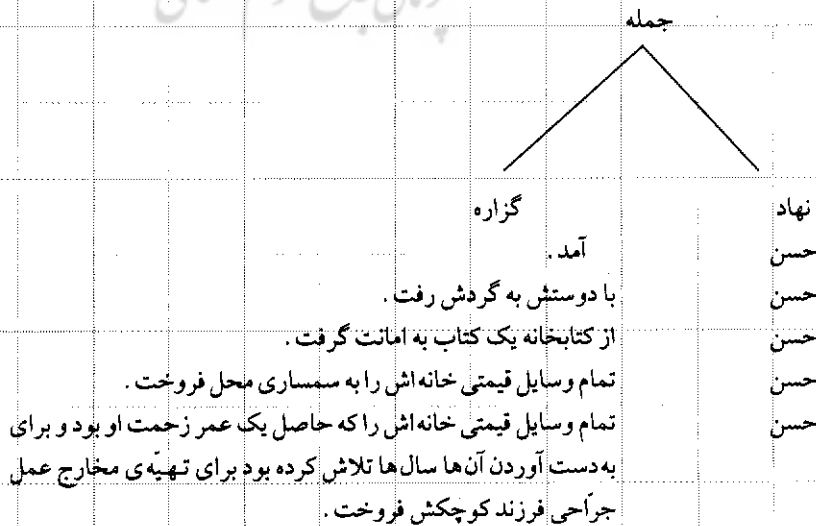 جمله
نهاد گزاره
حسن آمد .
حسن با دوستش به گردش رفت .
حسن از کتابخانه یک کتاب به امانت گرفت .
حسن تمام وسایل قیمتی خانه‌اش را به سمساری محل فروخت .
حسن تمام وسایل قیمتی خانه‌اش را که حاصل یک عمر زحمت او بود و برای
به‌دست آوردن آن‌ها سال‌ها تلاش کرده بود برای تهیّه‌ی مخارج عمل
جرّاحی فرزند کوچکش فروخت .